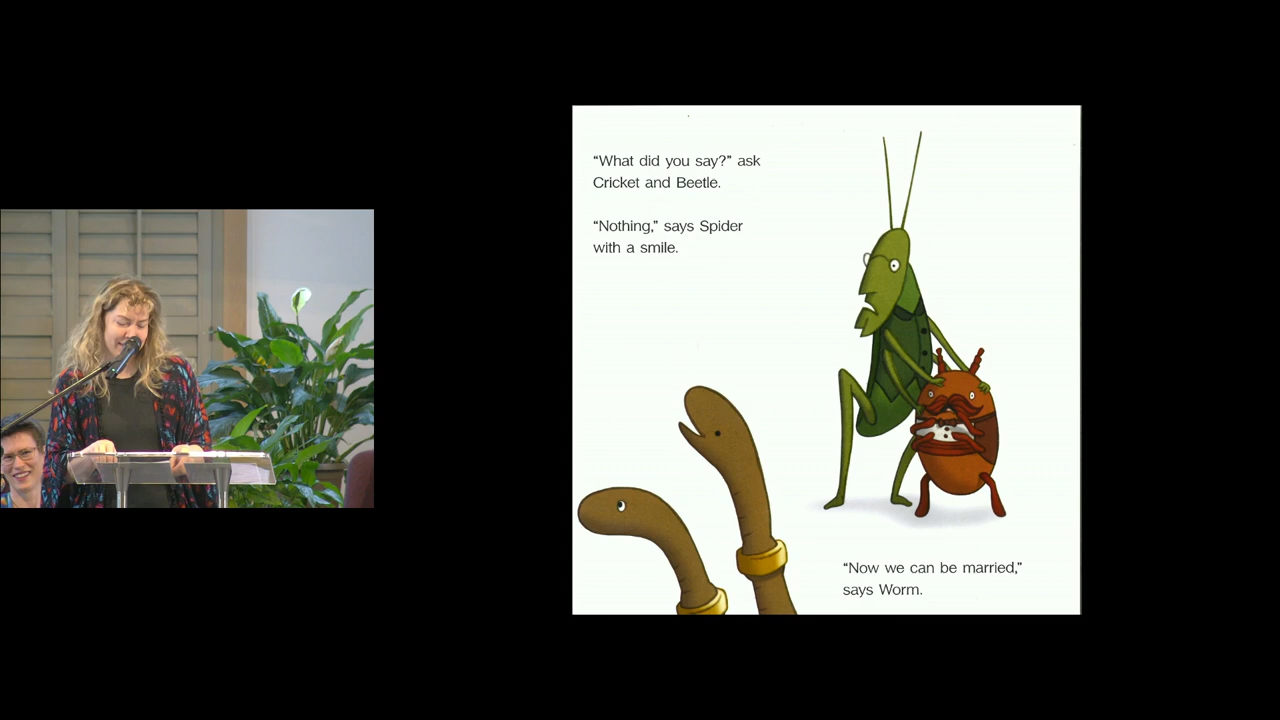 “What did you say?” ask
Cricket and Beetle.
“Nothing,” says Spider
with a smile.
“Now we can be married,”
says Worm.